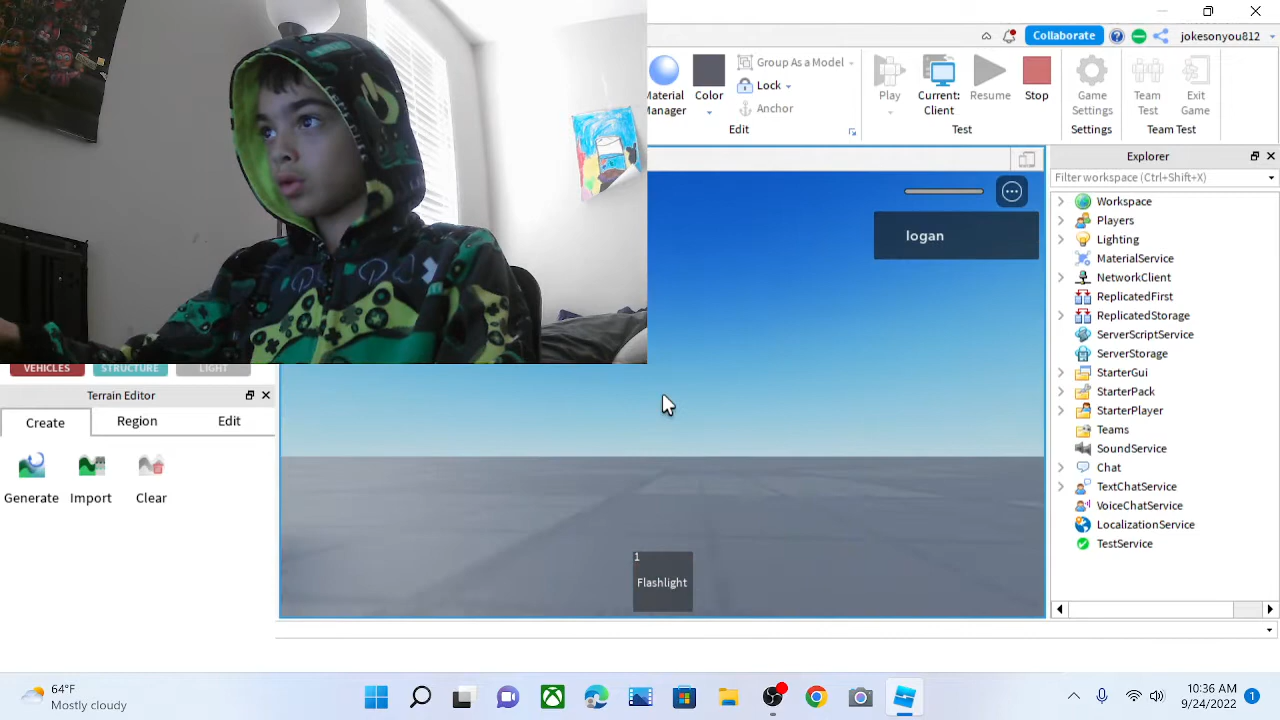 Collaborate
jokesonyou812
Material
Manager
Color
Group As a Model
Lock
Anchor
Edit
Play
Current:
Client
Resume
Stop
Test
Game
Settings
Settings
Team
Test
Exit
Game
Team Test
Explorer
Filter workspace (Ctrl+Shift+X)
Workspace
Players
Lighting
MaterialService
NetworkClient
ReplicatedFirst
ReplicatedStorage
ServerScriptService
ServerStorage
StarterGui
StarterPack
StarterPlayer
Teams
SoundService
Chat
TextChatService
VoiceChatService
LocalizationService
TestService
logan
VEHICLES
STRUCTURE
LIGHT
Terrain Editor
Create
Region
Edit
Generate
Import
Clear
1
Flashlight
64°F
Mostly cloudy
10:36 AM
9/24/2022
1